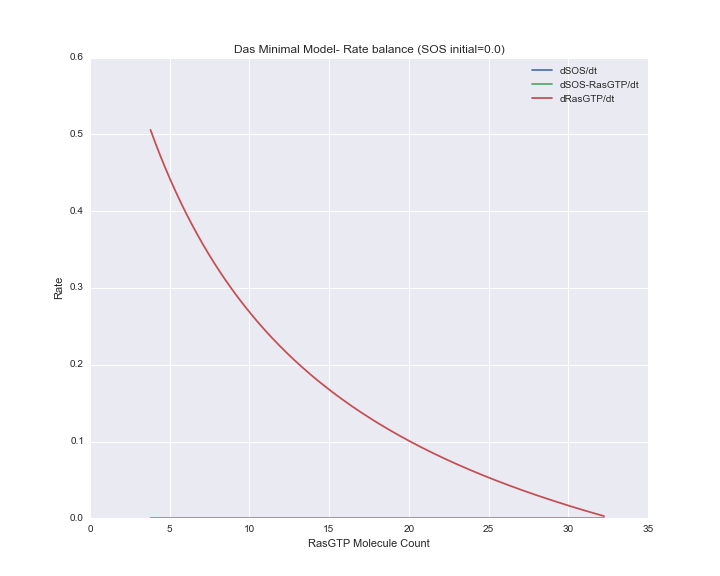 Das Minimal Model- Rate balance (SOS initial=0.0)
dSOS/dt
dSOS-RasGTP/dt
dRasGTP/dt
0.6
0.5
0.4
0.3
0.2
0.1
0.0
Rate
0 5 10 15 20 25 30 35
RasGTP Molecule Count